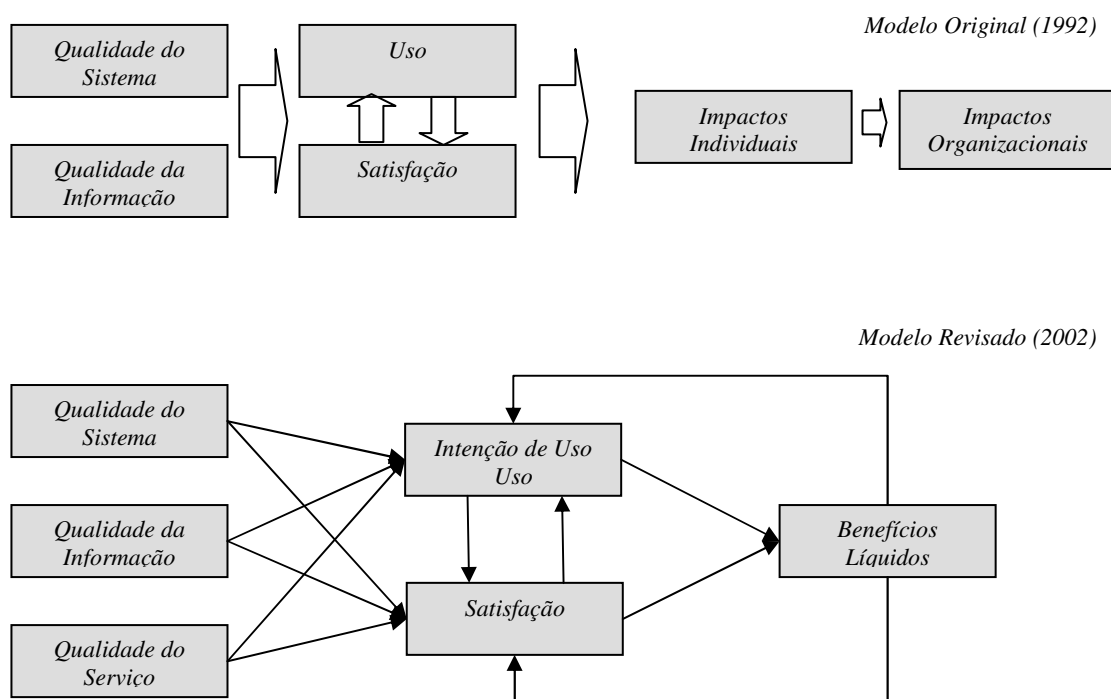 Modelo Original (1992)
Qualidade do
Sistema
Uso
Impactos
Individuais
Impactos
Organizacionais
Qualidade da
Informação
Satisfação
Modelo Revisado (2002)
Qualidade do
Sistema
Intenção de Uso
Uso
Qualidade da
Informação
Benefícios
Líquidos
Satisfação
Qualidade do
Serviço